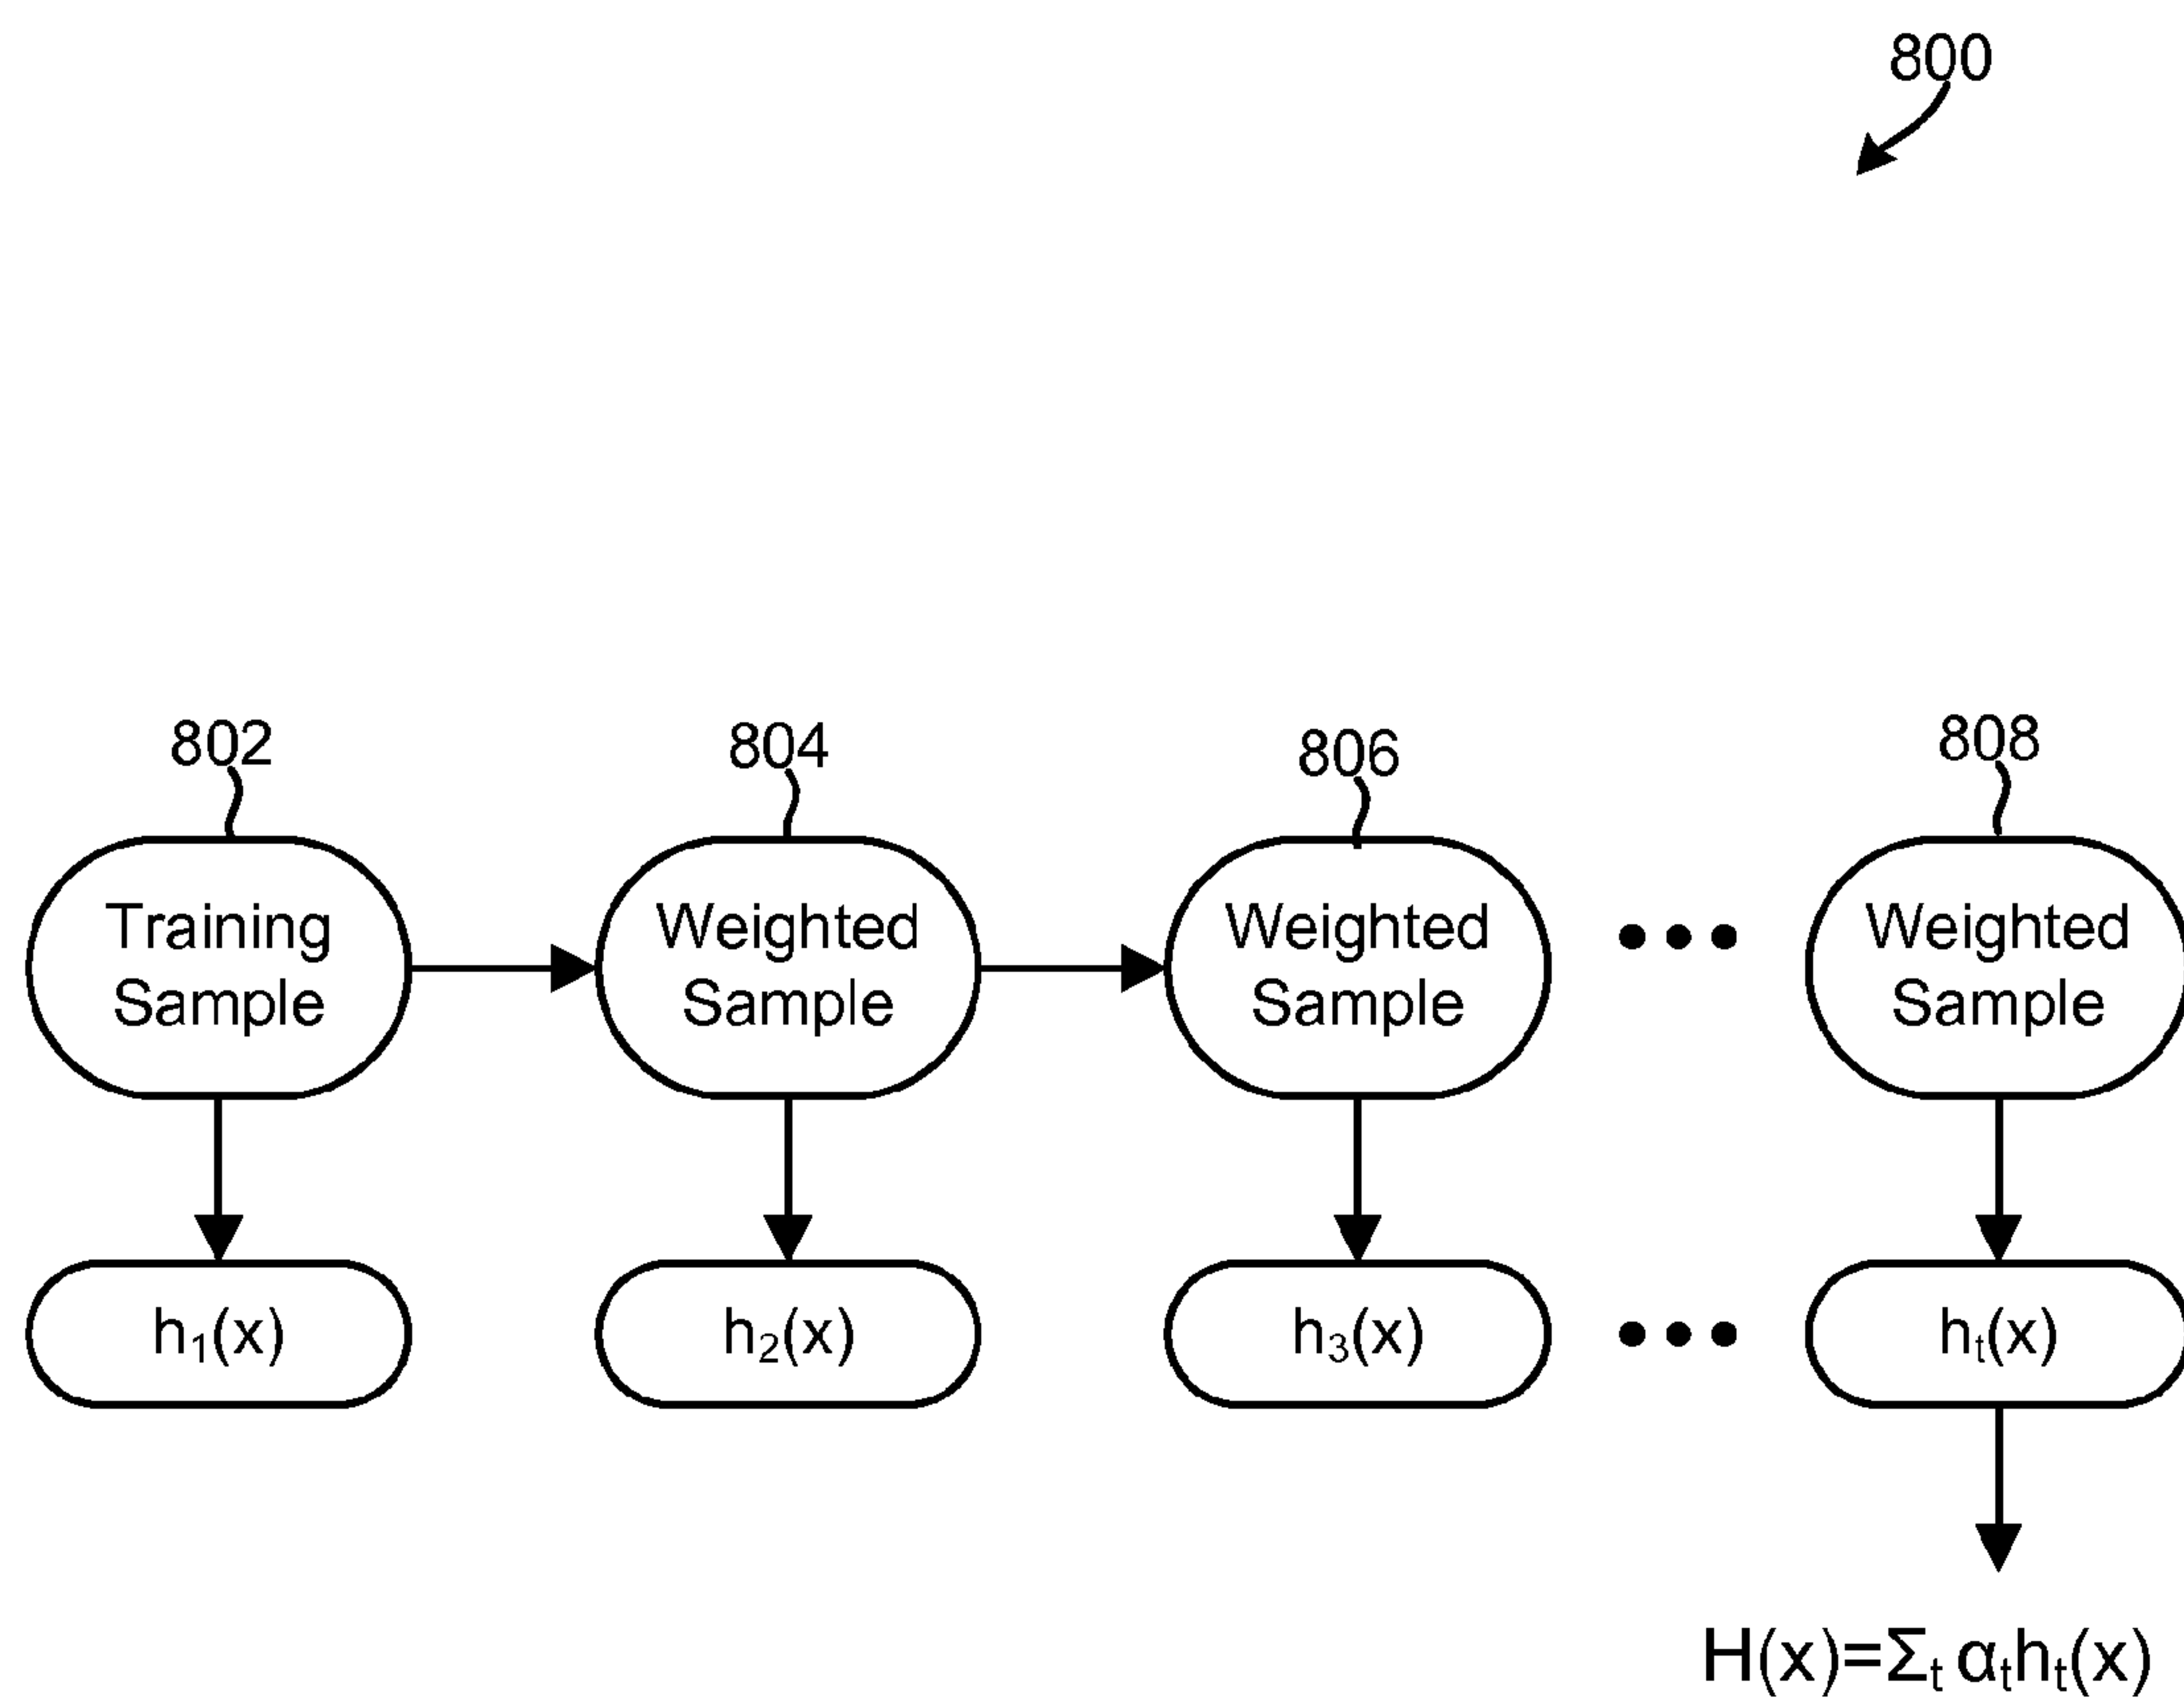 800
802
804
806
808
Training
Sample
Weighted
Sample
Weighted
Sample
Weighted
Sample
h₁(x)
h₂(x)
h₃(x)
hₜ(x)
H(x)=Σₜ αₜhₜ(x)